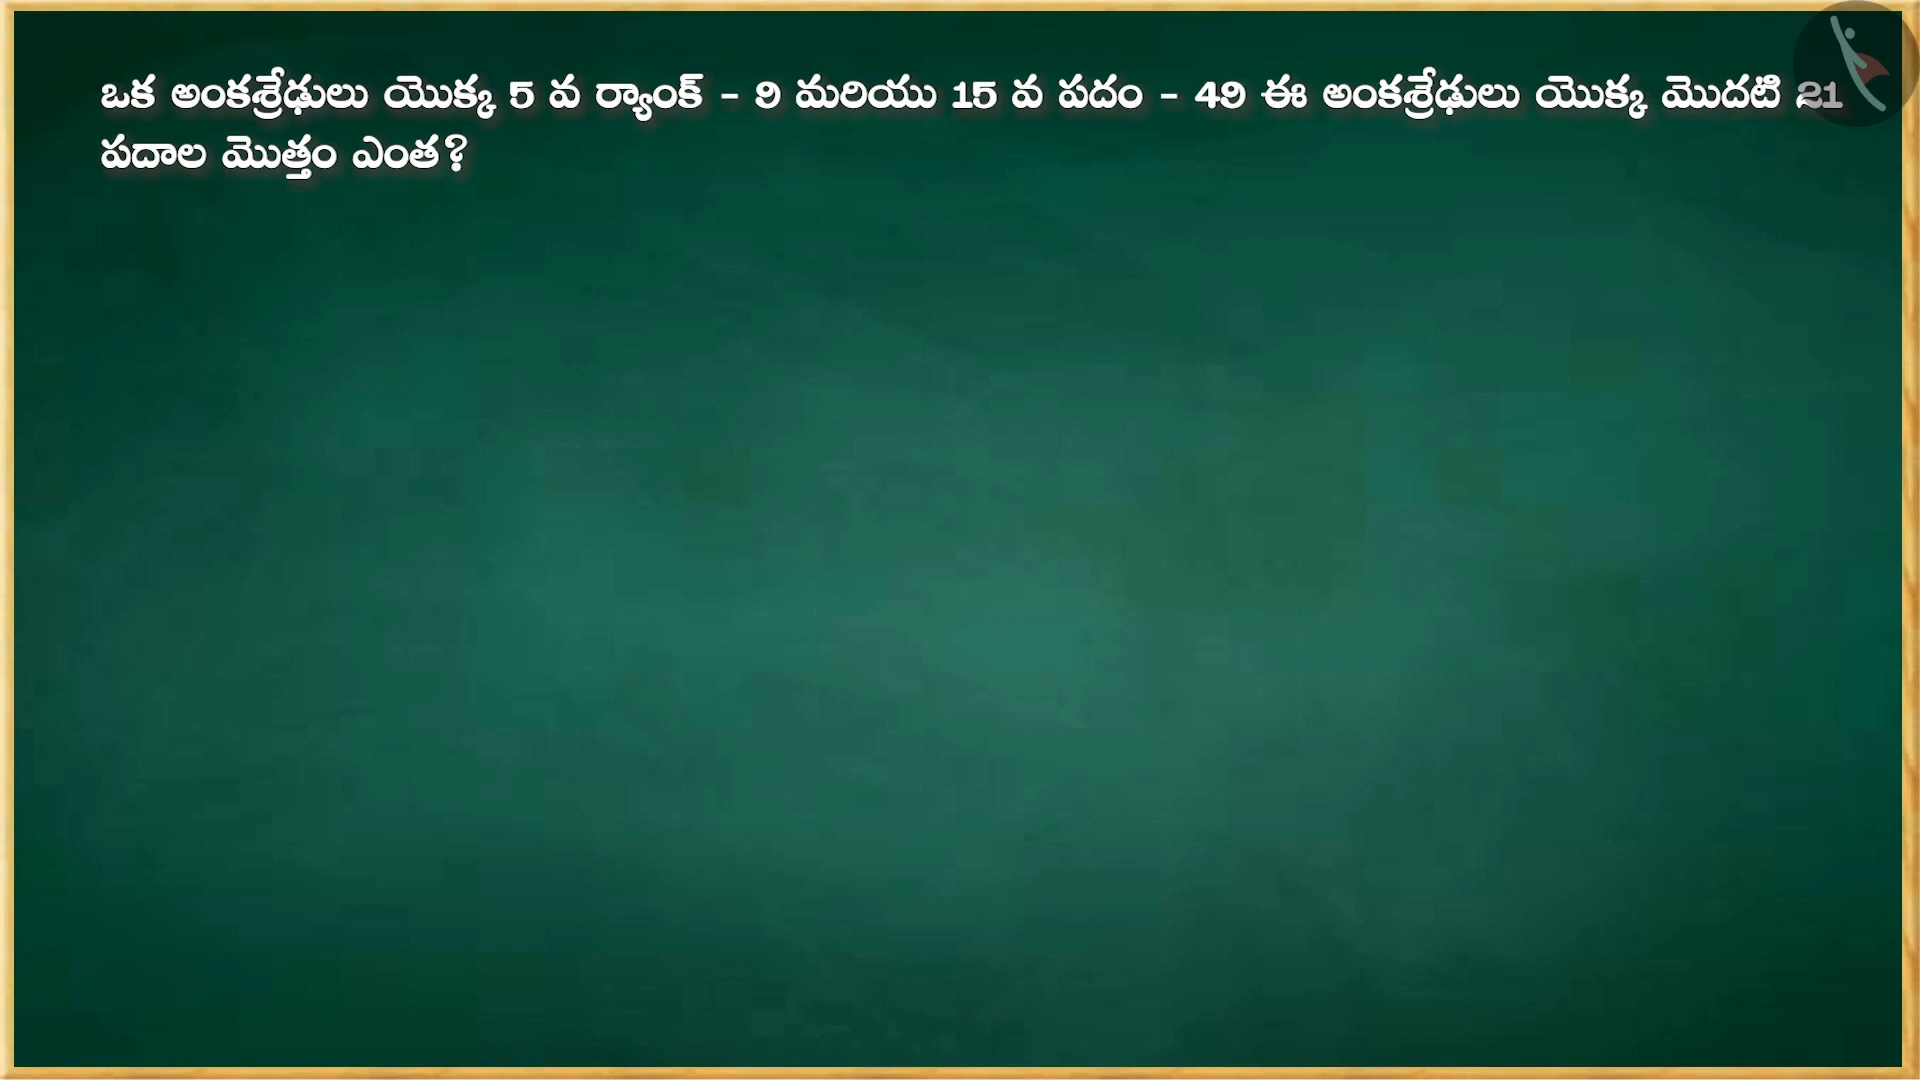 ఒక అంకశ్రేఢులు యొక్క 5 వ ర్యాంక్ - 9 మరియు 15 వ పదం - 49 ఈ అంకశ్రేఢులు యొక్క మొదటి 21
పదాల మొత్తం ఎంత?